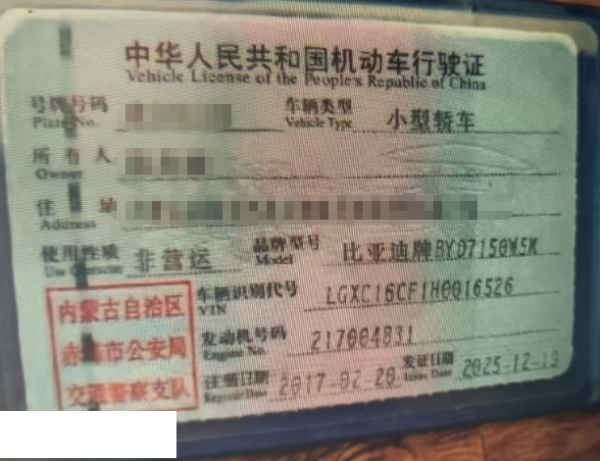 中华人民共和国机动车行驶证
Vehicle License of the People's Republic of China
号牌号码
Plate No.
车辆类型
Vehicle Type
小型轿车
所有人
Owner
住址
Address
使用性质
Use Character
非营运
品牌型号
Model
比亚迪牌BYD7150W5M
内蒙古自治区
赤峰市公安局
交通警察支队
车辆识别代号
VIN
LGXC16CF1H0016526
发动机号码
Engine No.
217004831
注册日期
Register Date
2017-02-20
发证日期
Issue Date
2025-12-19